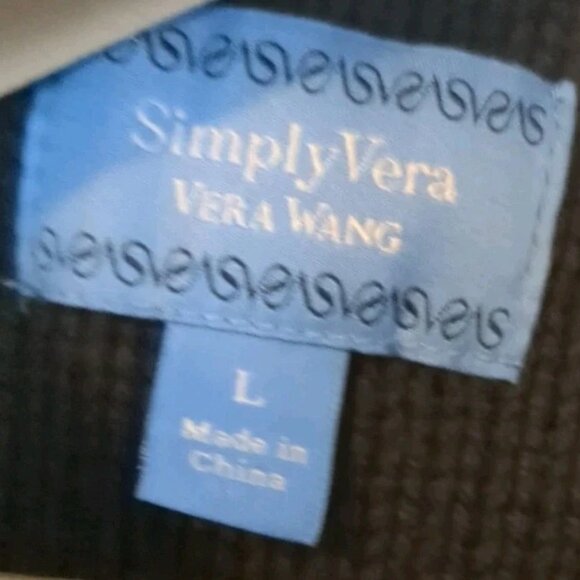 Simply Vera
VERA WANG
L
Made in
China